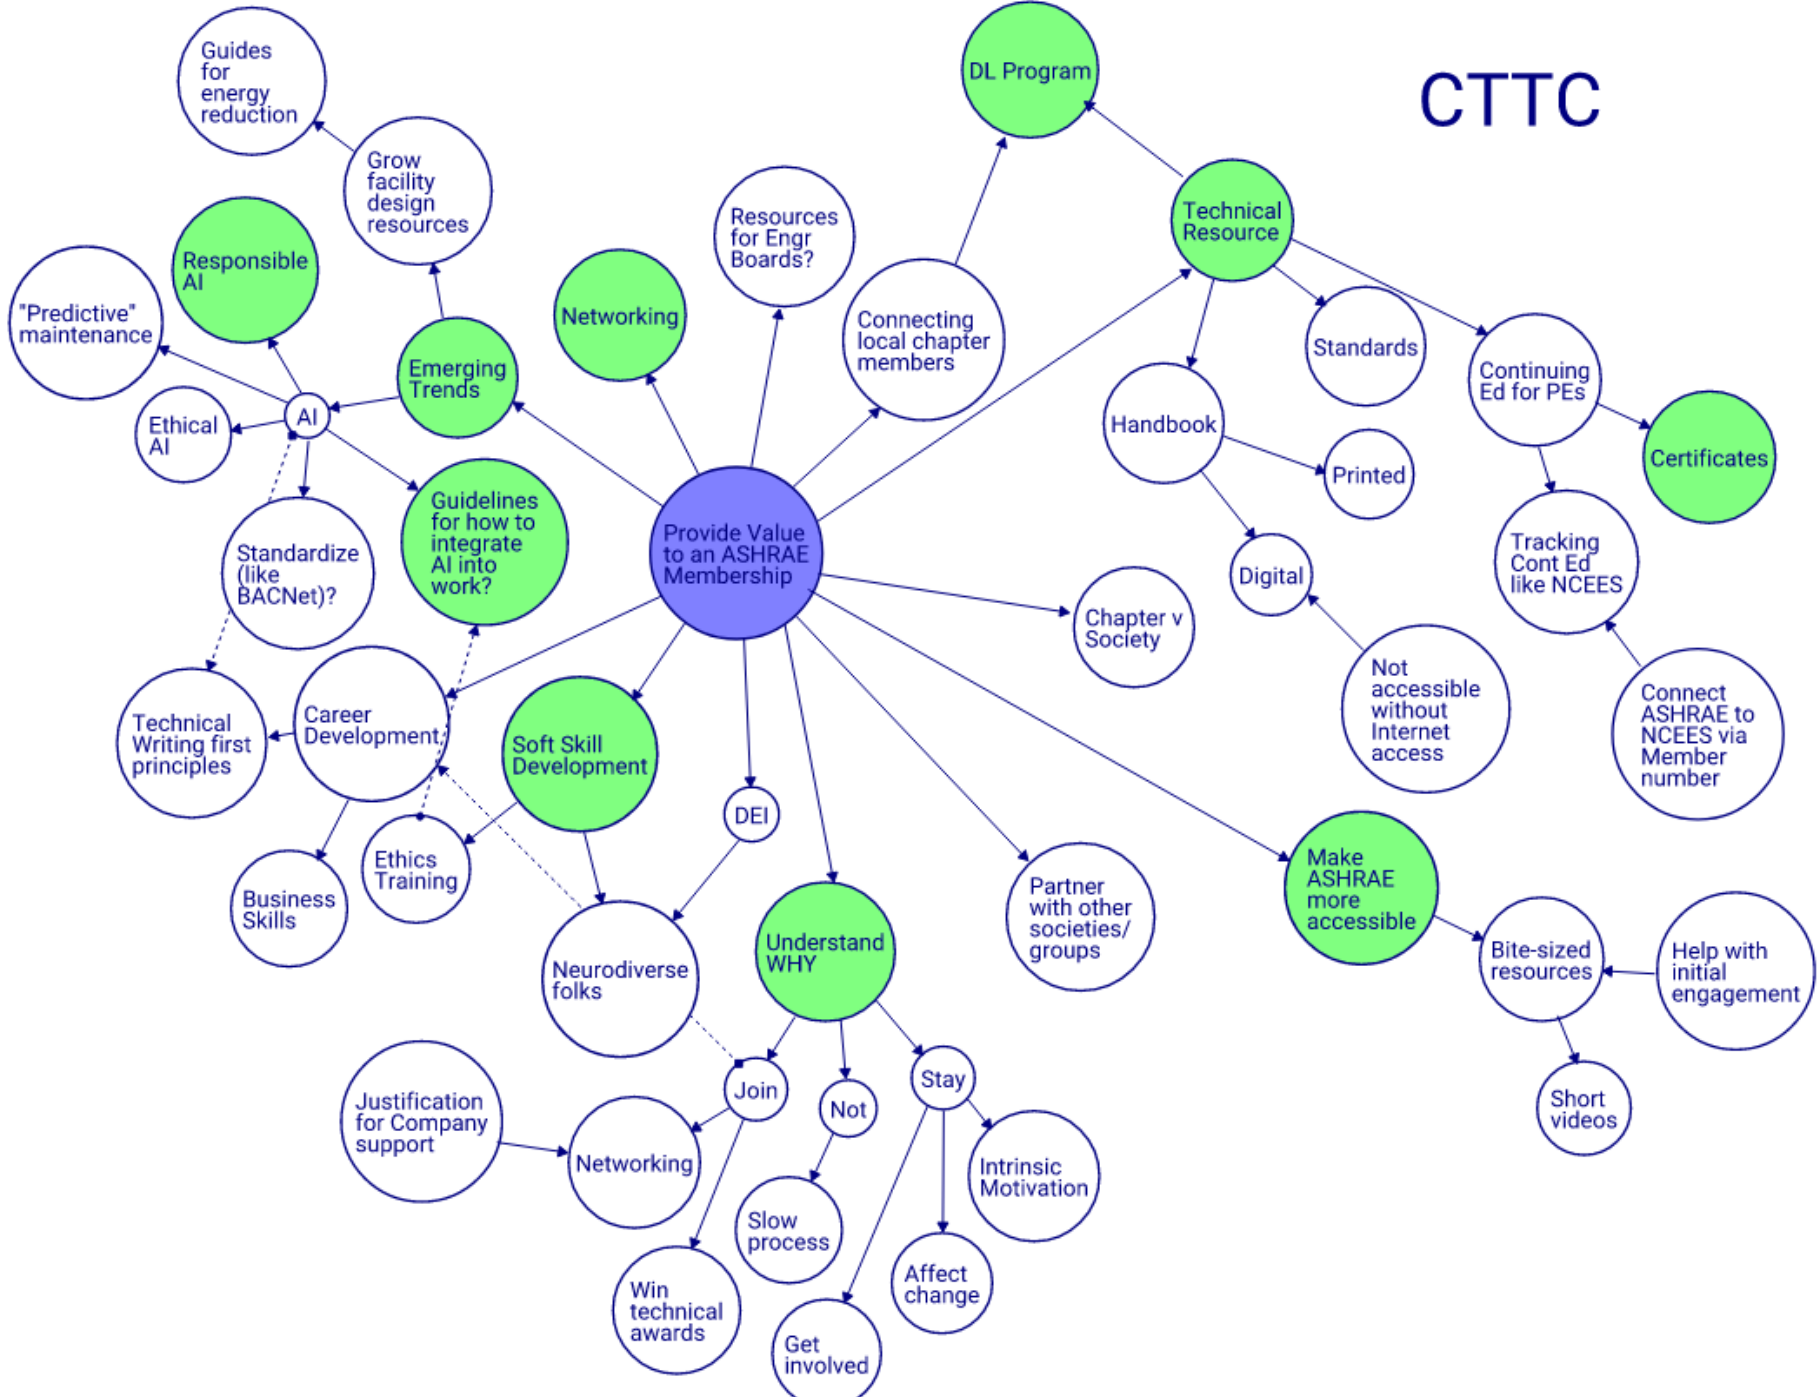 CTTC
Guides
for
energy
reduction
DL Program
Grow
facility
design
resources
Resources
for Engr
Boards?
Technical
Resource
Responsible
AI
"Predictive"
maintenance
Networking
Connecting
local chapter
members
Standards
Continuing
Ed for PEs
Emerging
Trends
AI
Ethical
AI
Handbook
Printed
Certificates
Guidelines
for how to
integrate
AI into
work?
Standardize
(like
BACNet)?
Provide Value
to an ASHRAE
Membership
Digital
Tracking
Cont Ed
like NCEES
Chapter v
Society
Not
accessible
without
Internet
access
Connect
ASHRAE to
NCEES via
Member
number
Technical
Writing first
principles
Career
Development
Soft Skill
Development
DEI
Ethics
Training
Business
Skills
Make
ASHRAE
more
accessible
Partner
with other
societies/
groups
Understand
WHY
Neurodiverse
folks
Bite-sized
resources
Help with
initial
engagement
Join
Not
Stay
Short
videos
Justification
for Company
support
Networking
Intrinsic
Motivation
Slow
process
Affect
change
Win
technical
awards
Get
involved